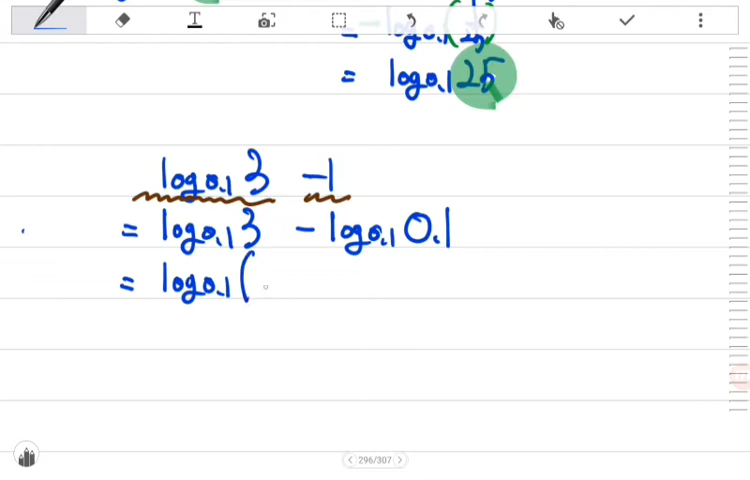 = log0.1 25
log0.1 3 -1
= log0.1 3 - log0.1 0.1
= log0.1 (
296/307